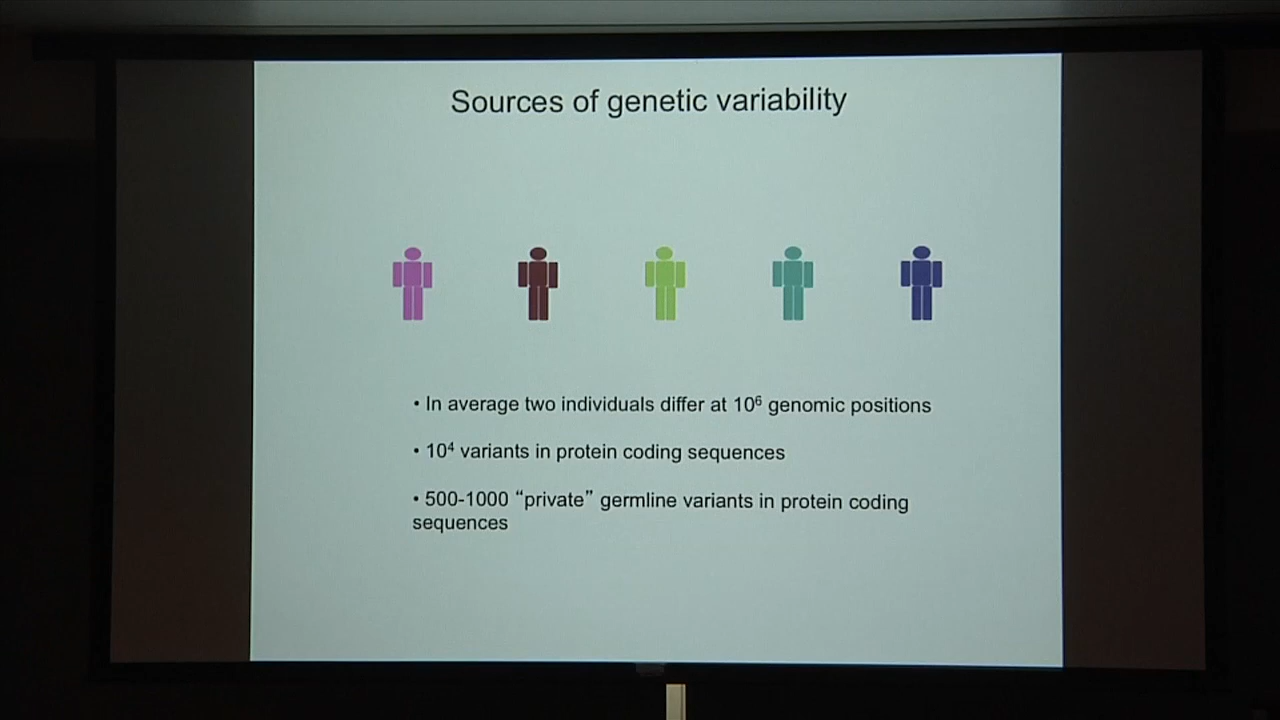 Sources of genetic variability
• In average two individuals differ at 10⁶ genomic positions
• 10⁴ variants in protein coding sequences
• 500-1000 “private” germline variants in protein coding
sequences